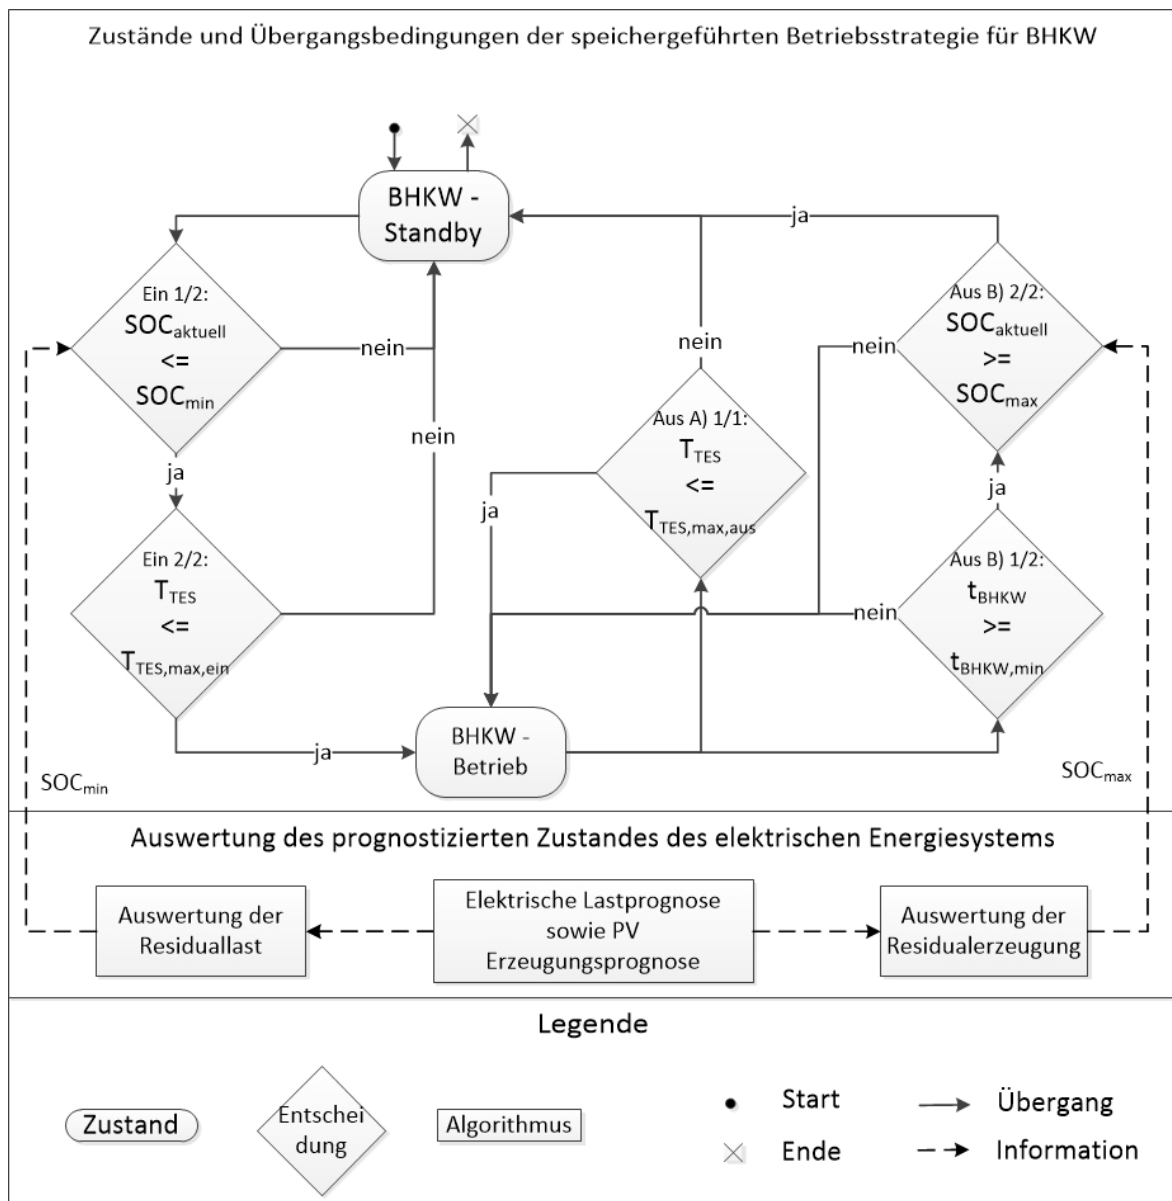 Zustände und Übergangsbedingungen der speichergeführten Betriebsstrategie für BHKW
BHKW -
Standby
ja
Ein 1/2:
SOCaktuell
<=
SOCmin
nein
Aus B) 2/2:
SOCaktuell
>=
SOCmax
nein
nein
Aus A) 1/1:
TTES
<=
TTES,max,aus
nein
ja
ja
ja
Ein 2/2:
TTES
<=
TTES,max,ein
Aus B) 1/2:
tBHKW
>=
tBHKW,min
nein
ja
BHKW -
Betrieb
SOCmin
SOCmax
Auswertung des prognostizierten Zustandes des elektrischen Energiesystems
Auswertung der
Residuallast
Elektrische Lastprognose
sowie PV
Erzeugungsprognose
Auswertung der
Residualerzeugung
Legende
Zustand
Entschei
dung
Algorithmus
Start
Übergang
Ende
Information